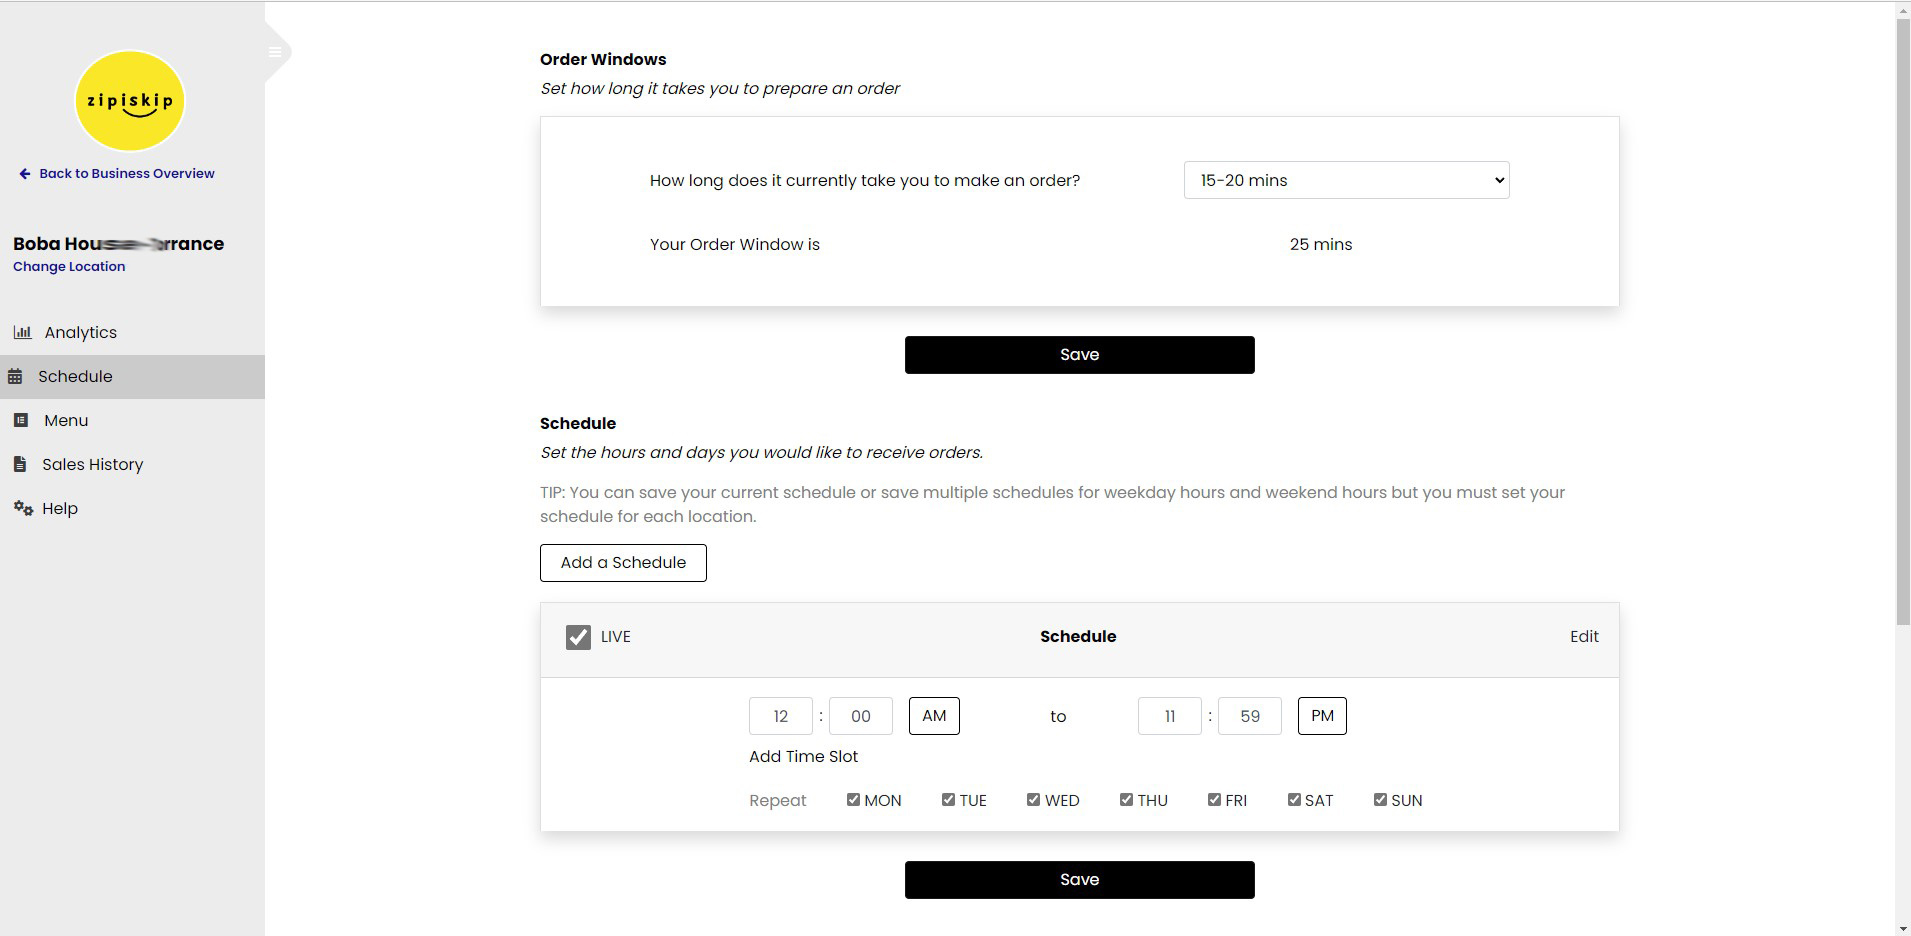 zipiskip
Back to Business Overview
Boba Hou rrance
Change Location
Analytics
Schedule
Menu
Sales History
Help
Order Windows
Set how long it takes you to prepare an order
How long does it currently take you to make an order? 15-20 mins
Your Order Window is 25 mins
Save
Schedule
Set the hours and days you would like to receive orders.
TIP: You can save your current schedule or save multiple schedules for weekday hours and weekend hours but you must set your
schedule for each location.
Add a Schedule
LIVE Schedule Edit
12 : 00 AM to 11 : 59 PM
Add Time Slot
Repeat MON TUE WED THU FRI SAT SUN
Save